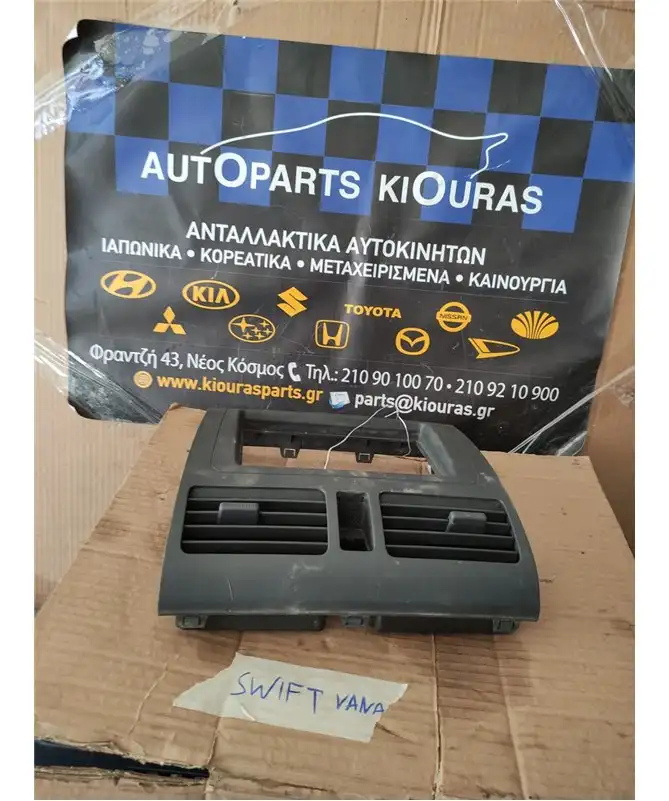 AUTOPARTS KIOURAS
ΑΝΤΑΛΛΑΚΤΙΚΑ ΑΥΤΟΚΙΝΗΤΩΝ
ΙΑΠΩΝΙΚΑ • ΚΟΡΕΑΤΙΚΑ • ΜΕΤΑΧΕΙΡΙΣΜΕΝΑ • ΚΑΙΝΟΥΡΓΙΑ
KIA
TOYOTA
NISSAN
Φραντζή 43, Νέος Κόσμος Τηλ.: 210 90 100 70 • 210 92 10 900
www.kiourasparts.gr parts@kiouras.gr
SWIFT VANA